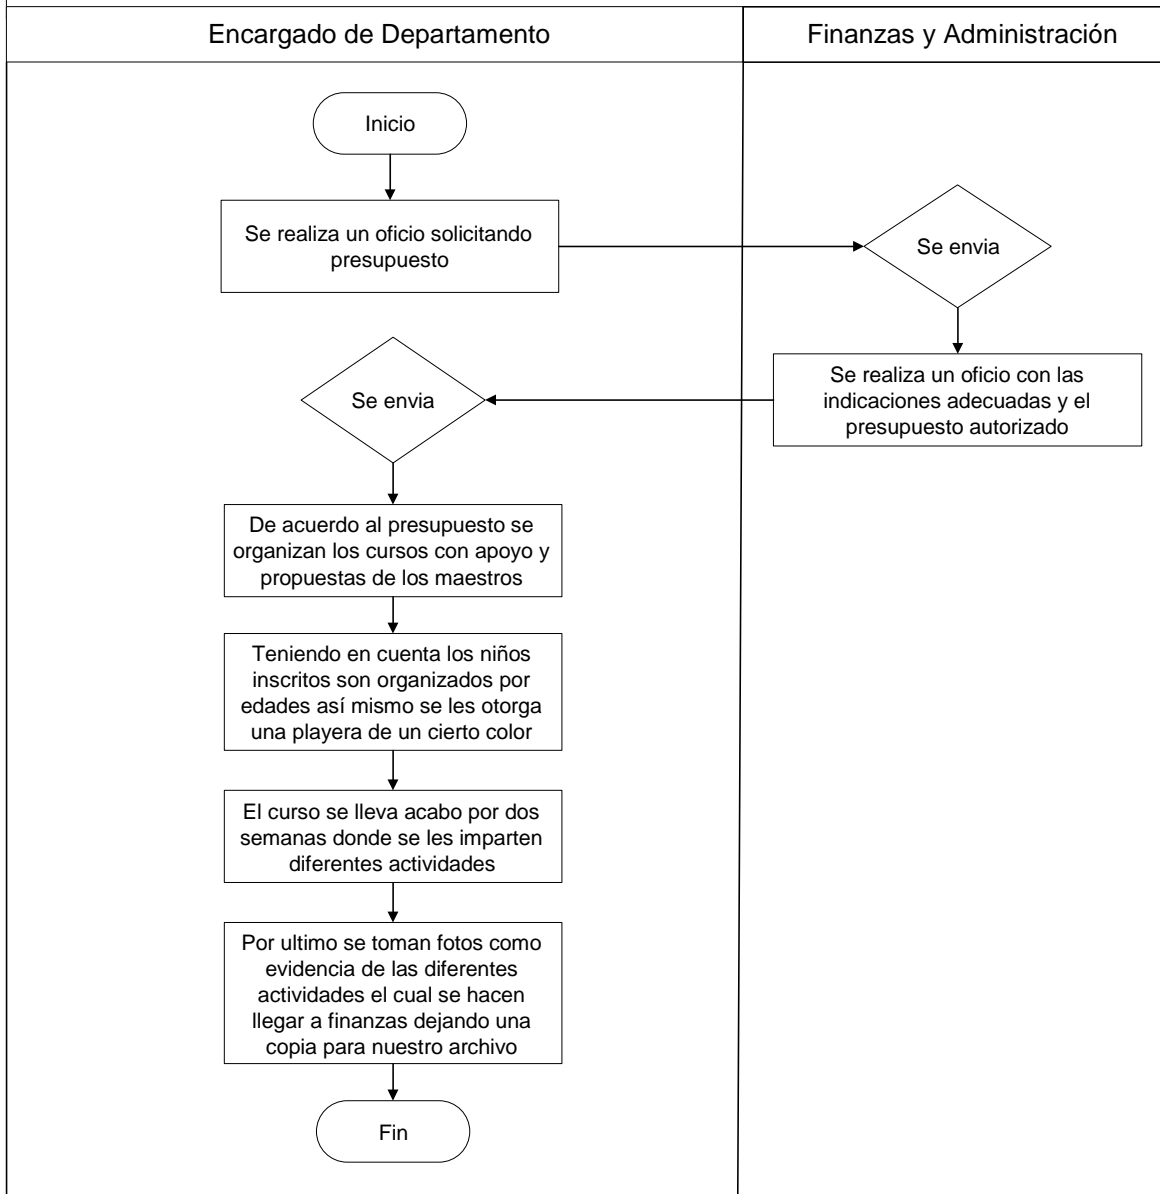 Encargado de Departamento
Finanzas y Administración
Inicio
Se realiza un oficio solicitando
presupuesto
Se envia
Se realiza un oficio con las
indicaciones adecuadas y el
presupuesto autorizado
Se envia
De acuerdo al presupuesto se
organizan los cursos con apoyo y
propuestas de los maestros
Teniendo en cuenta los niños
inscritos son organizados por
edades así mismo se les otorga
una playera de un cierto color
El curso se lleva acabo por dos
semanas donde se les imparten
diferentes actividades
Por ultimo se toman fotos como
evidencia de las diferentes
actividades el cual se hacen
llegar a finanzas dejando una
copia para nuestro archivo
Fin